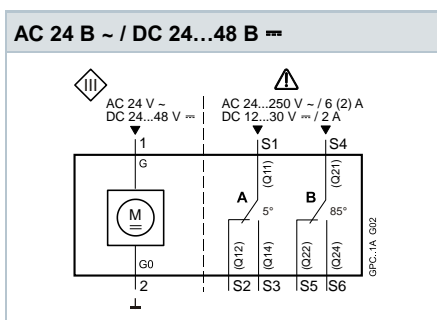 AC 24 В ~ / DC 24...48 В ⎓
III
AC 24 V ~
DC 24...48 V ⎓
AC 24...250 V ~ / 6 (2) A
DC 12...30 V ⎓ / 2 A
1
S1
S4
G
(Q11)
(Q21)
A
5°
B
85°
M
G0
(Q12)
(Q14)
(Q22)
(Q24)
2
S2
S3
S5
S6
GPC..1A G02